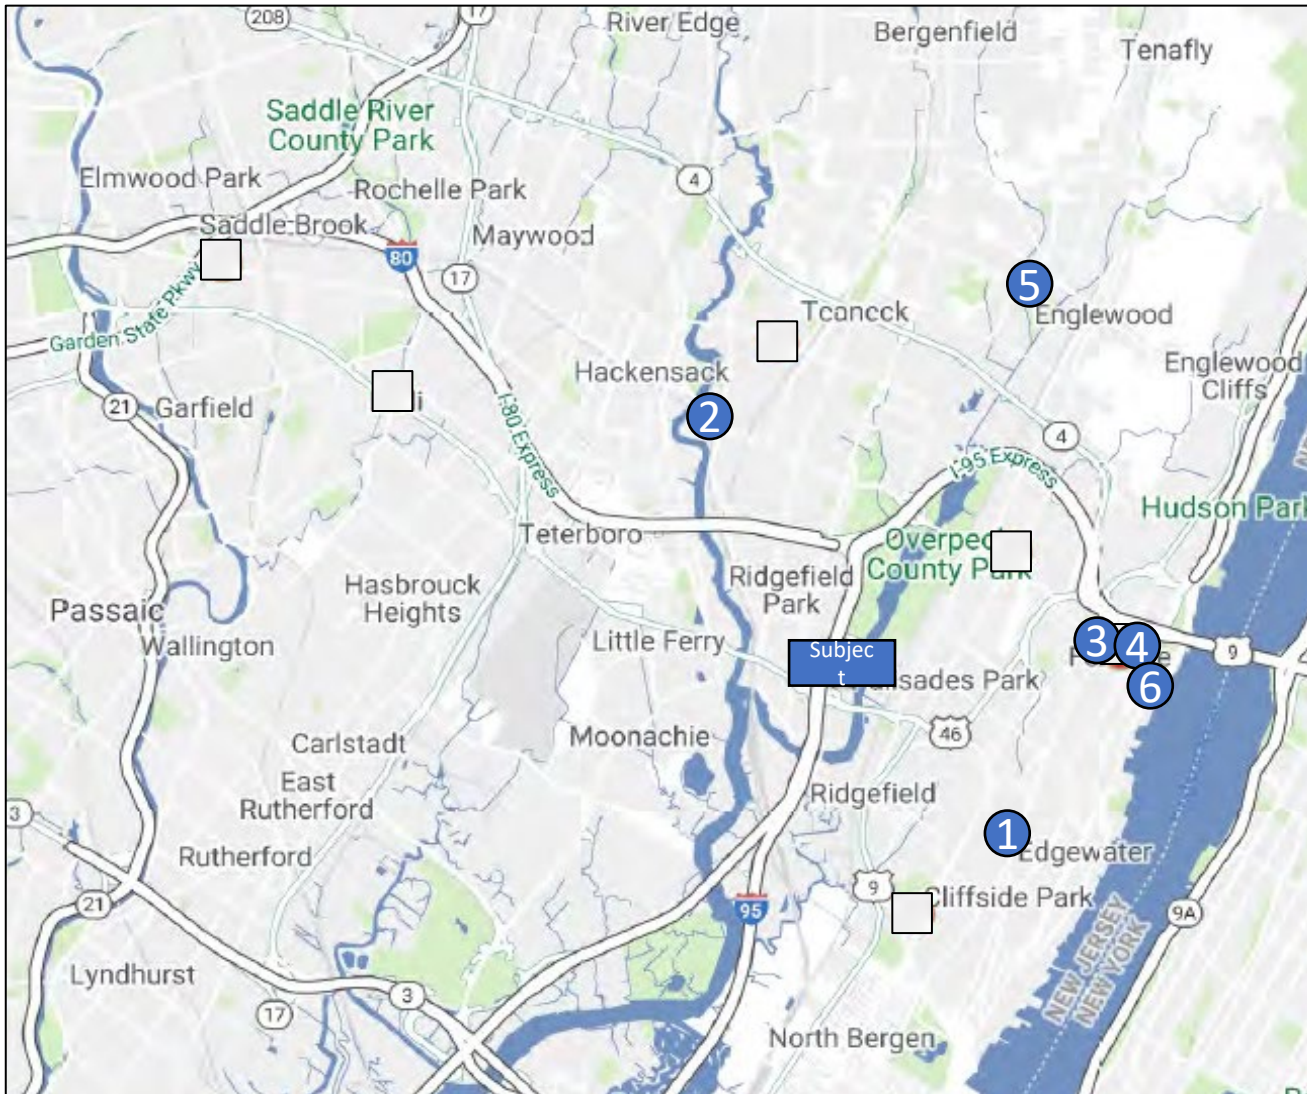 208
17
River Edge
Bergenfield
Tenafly
Saddle River
County Park
Elmwood Park
Rochelle Park
4
Saddle Brook
Maywood
80
17
5
Garden State Pkwy
Teaneck
Englewood
Hackensack
Englewood
Cliffs
21
Garfield
2
I-80 Express
4
I-95 Express
Hudson Park
Teterboro
County Park
Ridgefield
Park
Hasbrouck
Heights
Passaic
Wallington
Little Ferry
Subjec
t
3
4
9
6
sades Park
46
Moonachie
Carlstadt
East
Rutherford
Ridgefield
3
1
Edgewater
Rutherford
9
Cliffside Park
21
95
9A
NEW JERSEY
NEW YORK
Lyndhurst
3
17
North Bergen